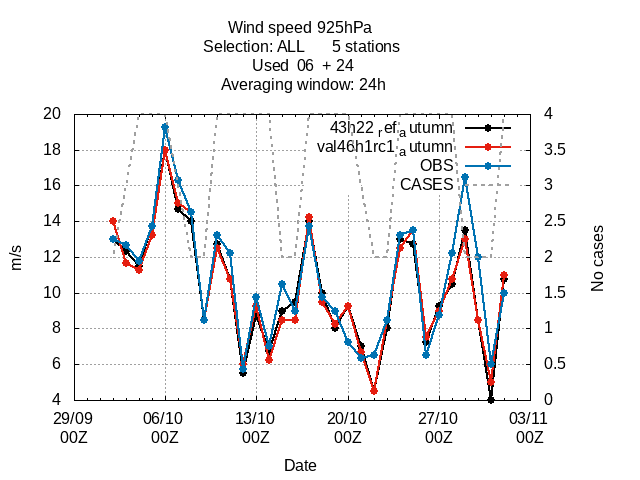 Wind speed 925hPa
Selection: ALL 5 stations
Used 06 + 24
Averaging window: 24h
43h22_ref_autumn
val46h1rc1_autumn
OBS
CASES
20
18
16
14
12
10
8
6
4
m/s
4
3.5
3
2.5
2
1.5
1
0.5
0
No cases
29/09 06/10 13/10 20/10 27/10 03/11
00Z 00Z 00Z 00Z 00Z 00Z
Date